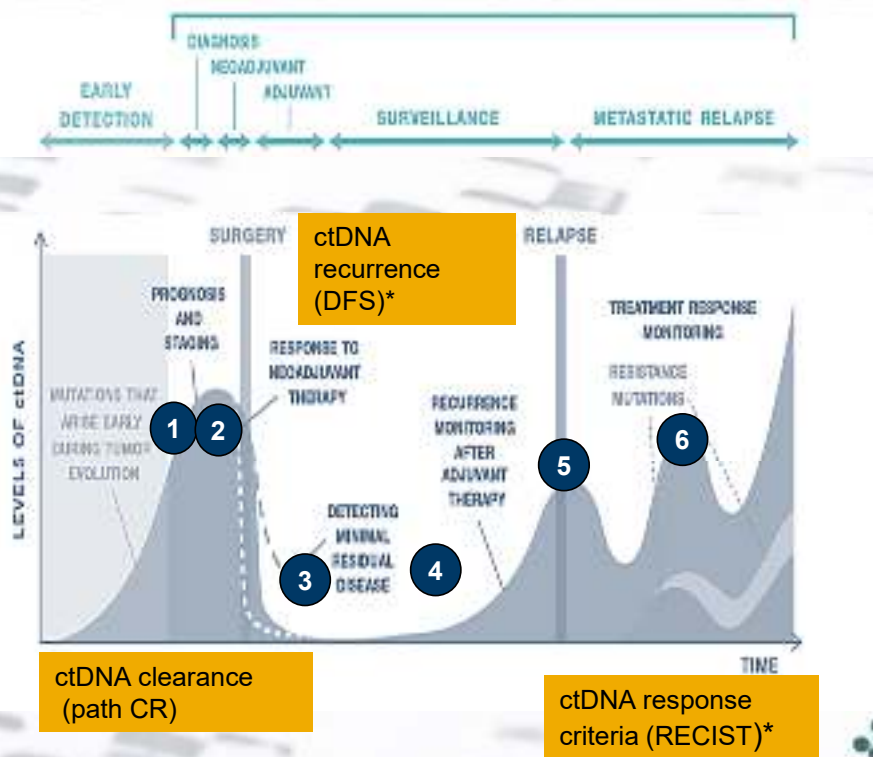 DIAGNOSIS
NEOADJUVANT
ADJUVANT
EARLY
DETECTION
SURVEILLANCE
METASTATIC RELAPSE
SURGERY
ctDNA
recurrence
(DFS)*
RELAPSE
PROGNOSIS
AND
STAGING
RESPONSE TO
NEOADJUVANT
THERAPY
TREATMENT RESPONSE
MONITORING
RESISTANCE
MUTATIONS
MUTATIONS THAT
ARISE EARLY
DURING TUMOR
EVOLUTION
RECURRENCE
MONITORING
AFTER
ADJUVANT
THERAPY
1
2
6
5
DETECTING
MINIMAL
RESIDUAL
DISEASE
3
4
LEVELS OF ctDNA
TIME
ctDNA clearance
(path CR)
ctDNA response
criteria (RECIST)*